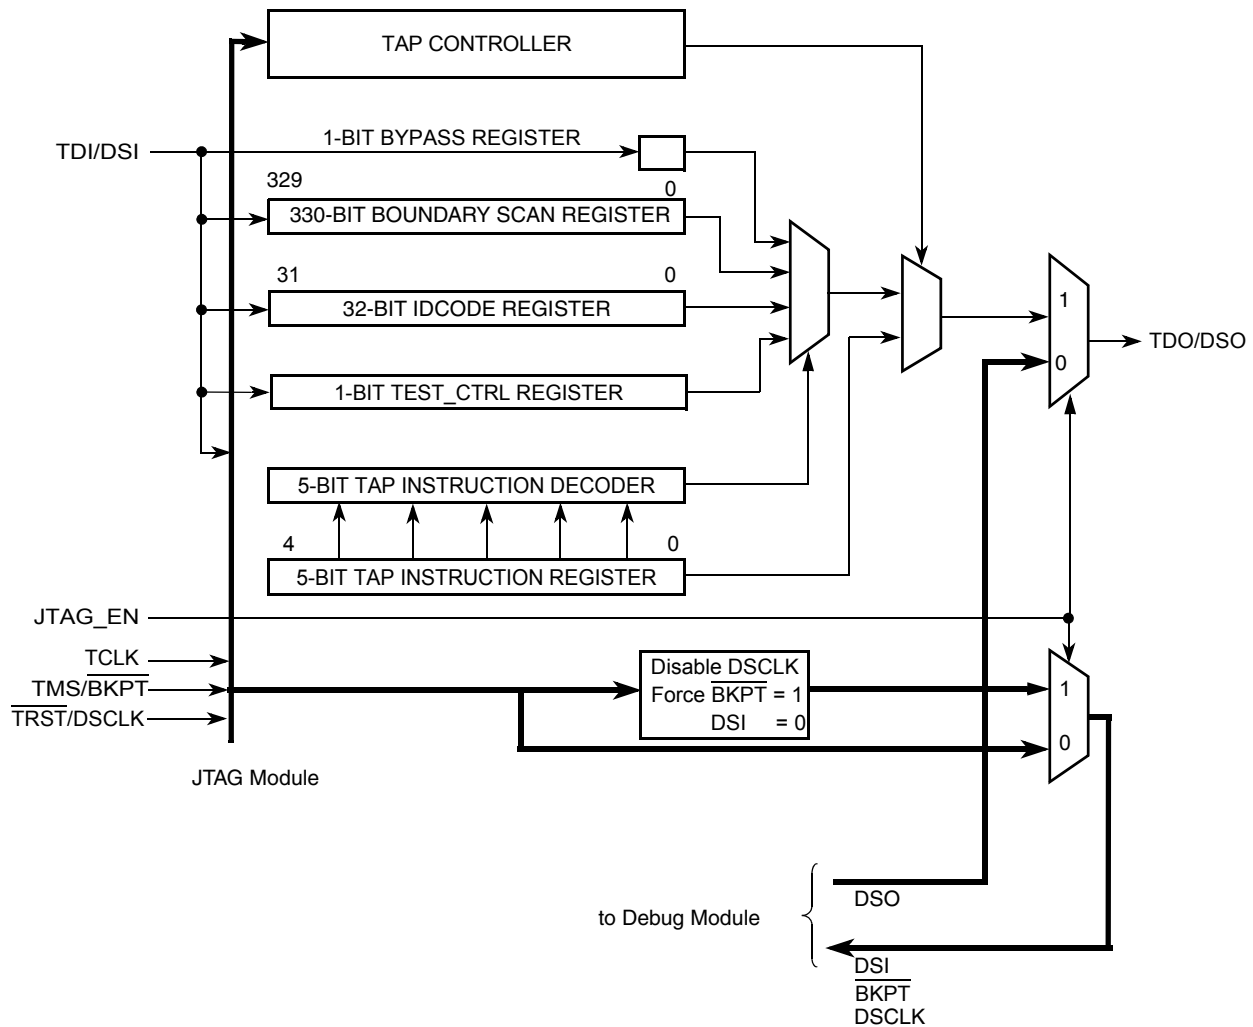 TAP CONTROLLER
1-BIT BYPASS REGISTER
TDI/DSI
329
0
330-BIT BOUNDARY SCAN REGISTER
31
0
32-BIT IDCODE REGISTER
1
TDO/DSO
0
1-BIT TEST_CTRL REGISTER
5-BIT TAP INSTRUCTION DECODER
4
0
5-BIT TAP INSTRUCTION REGISTER
JTAG_EN
TCLK
TMS/BKPT
TRST/DSCLK
Disable DSCLK
Force BKPT = 1
DSI = 0
1
0
JTAG Module
to Debug Module
DSO
DSI
BKPT
DSCLK